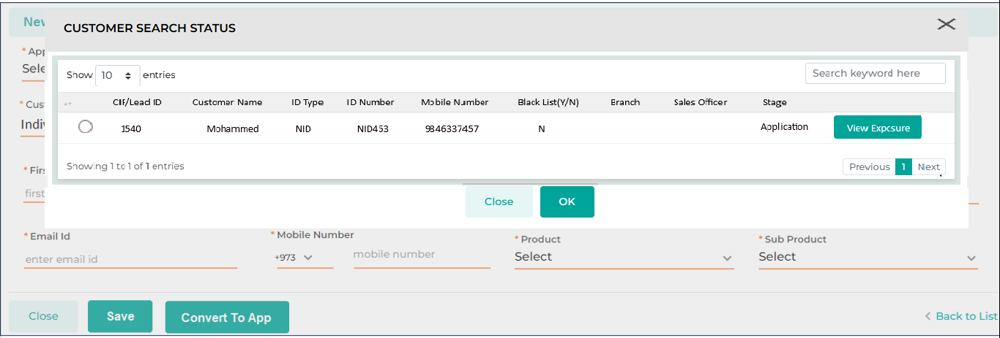 New
CUSTOMER SEARCH STATUS
* App
Sele
Show 10 entries
Search keyword here
* Cus
CIF/Lead ID Customer Name ID Type ID Number Mobile Number Black List(Y/N) Branch Sales Officer Stage
Indiv
1540 Mohammed NID NID453 9846337457 N Application View Exposure
* Firs
Showing 1 to 1 of 1 entries
Previous 1 Next
first
Close OK
* Email Id * Mobile Number * Product * Sub Product
enter email id +973 mobile number Select Select
Close Save Convert To App < Back to List